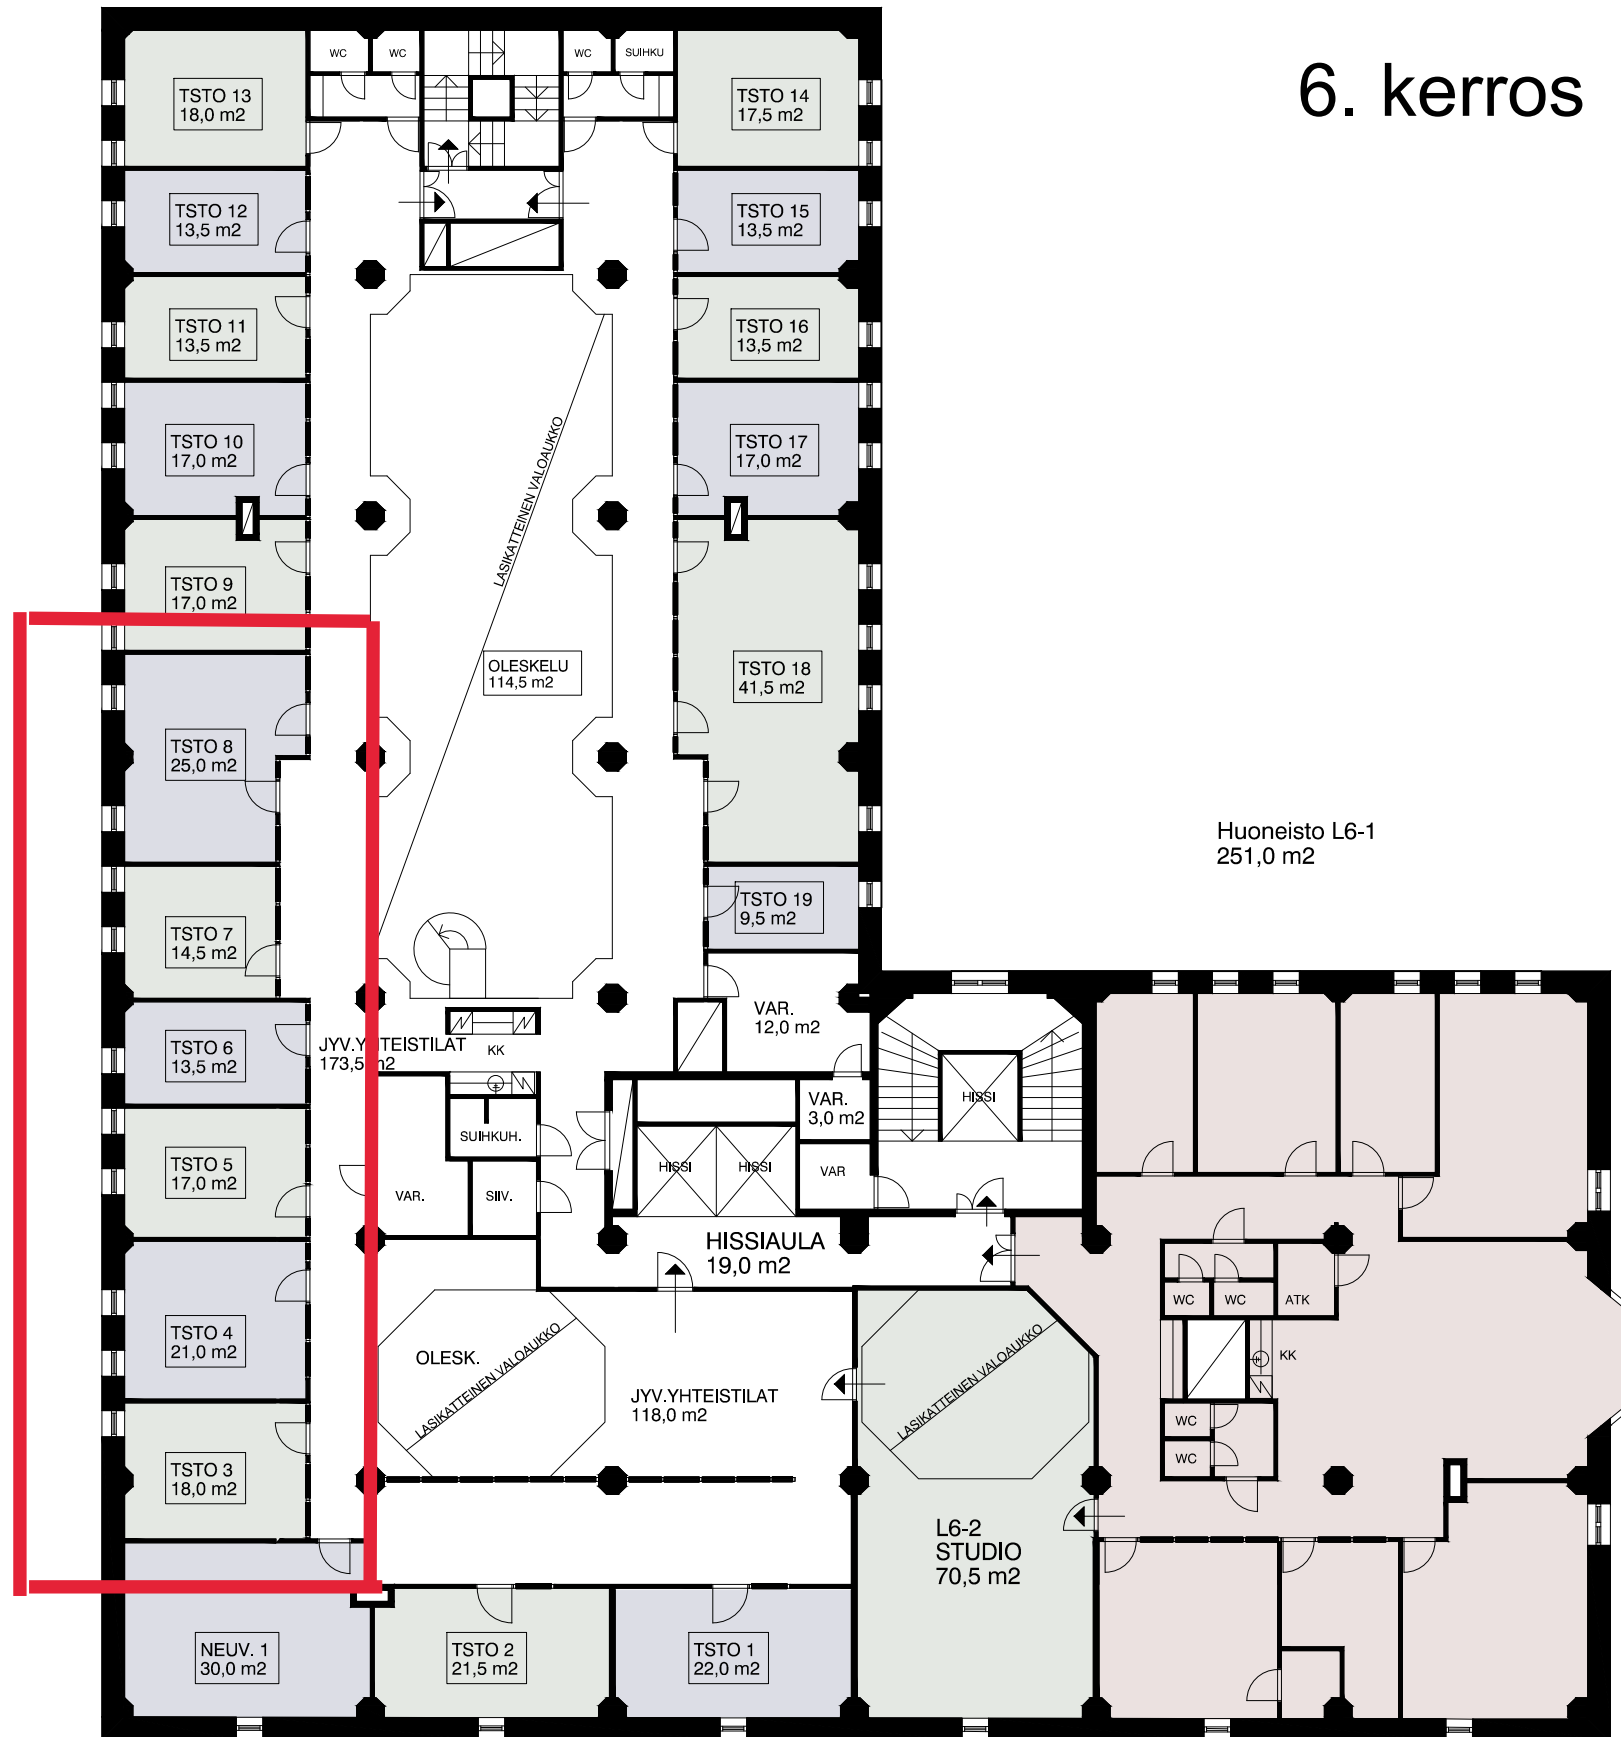 6. kerros
WC
WC
WC
SUIHKU
TSTO 13
18,0 m2
TSTO 14
17,5 m2
TSTO 12
13,5 m2
TSTO 15
13,5 m2
TSTO 11
13,5 m2
TSTO 16
13,5 m2
TSTO 10
17,0 m2
TSTO 17
17,0 m2
LASIKATTEINEN VALOAUKKO
TSTO 9
17,0 m2
OLESKELU
114,5 m2
TSTO 18
41,5 m2
TSTO 8
25,0 m2
Huoneisto L6-1
251,0 m2
TSTO 7
14,5 m2
TSTO 19
9,5 m2
VAR.
12,0 m2
TSTO 6
13,5 m2
JYV.YHTEISTILAT
173,5 m2
KK
HISSI
VAR.
3,0 m2
SUIHKUH.
TSTO 5
17,0 m2
HISSI
HISSI
VAR
VAR.
SIIV.
HISSIAULA
19,0 m2
WC
WC
ATK
TSTO 4
21,0 m2
OLESK.
LASIKATTEINEN VALOAUKKO
LASIKATTEINEN VALOAUKKO
KK
JYV.YHTEISTILAT
118,0 m2
WC
WC
TSTO 3
18,0 m2
L6-2
STUDIO
70,5 m2
NEUV. 1
30,0 m2
TSTO 2
21,5 m2
TSTO 1
22,0 m2